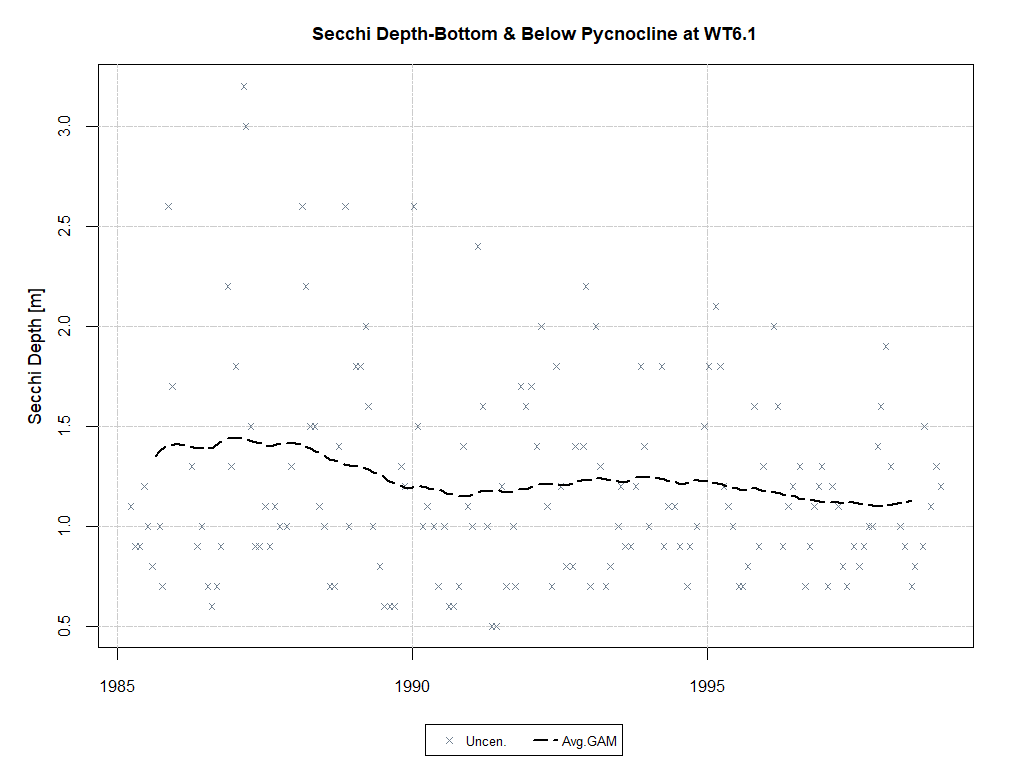 Secchi Depth-Bottom & Below Pycnocline at WT6.1
Secchi Depth [m]
3.0
2.5
2.0
1.5
1.0
0.5
1985 1990 1995
Uncen. Avg.GAM